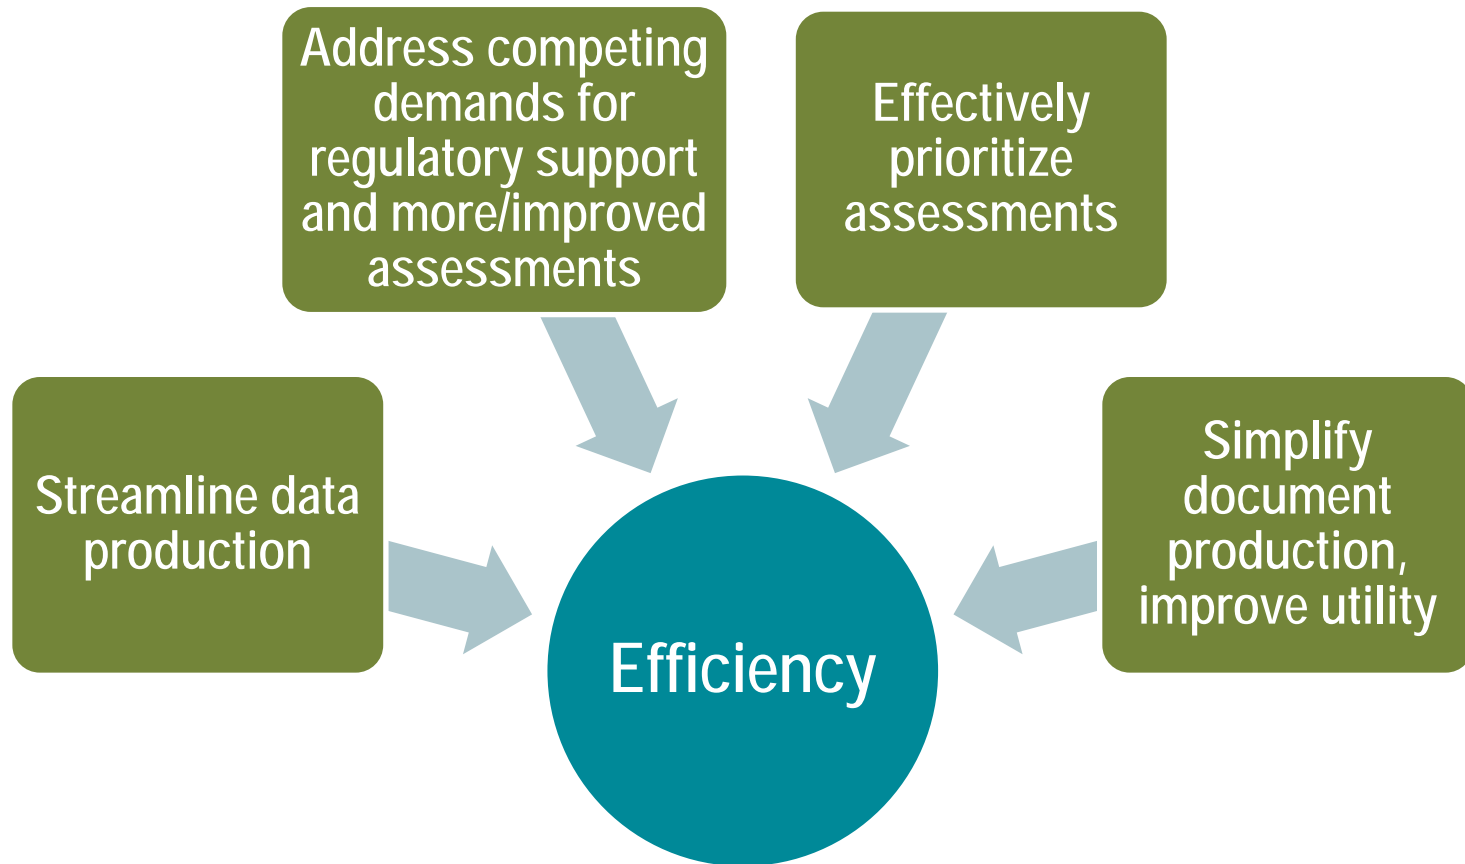 Address competing
demands for
regulatory support
and more/improved
assessments
Effectively
prioritize
assessments
Streamline data
production
Simplify
document
production,
improve utility
Efficiency